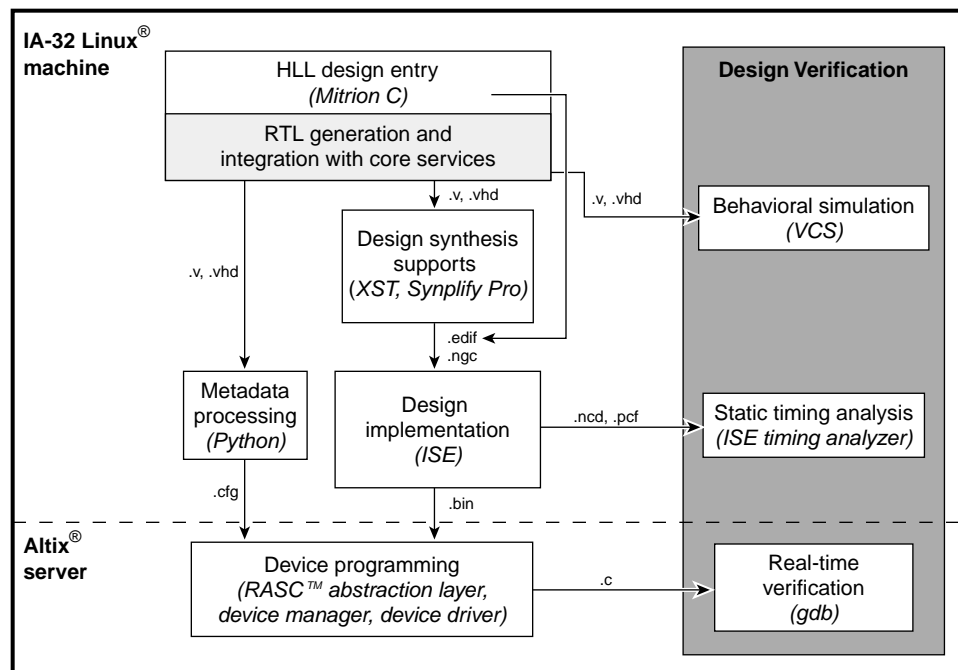 IA-32 Linux®
machine
HLL design entry
(Mitrion C)
RTL generation and
integration with core services
Design Verification
.v, .vhd
.v, .vhd
Behavioral simulation
(VCS)
Design synthesis
supports
(XST, Synplify Pro)
.v, .vhd
.edif
.ngc
Metadata
processing
(Python)
Design
implementation
(ISE)
.ncd, .pcf
Static timing analysis
(ISE timing analyzer)
.cfg
.bin
Altix®
server
Device programming
(RASC™ abstraction layer,
device manager, device driver)
.c
Real-time
verification
(gdb)